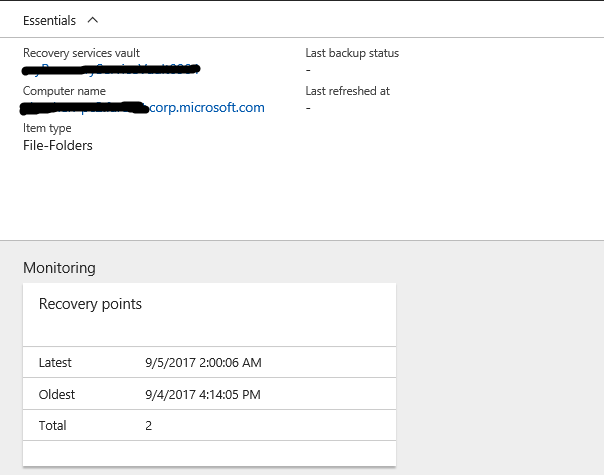 Essentials
Recovery services vault
Last backup status
-
Computer name
Last refreshed at
corp.microsoft.com
-
Item type
File-Folders
Monitoring
Recovery points
Latest 9/5/2017 2:00:06 AM
Oldest 9/4/2017 4:14:05 PM
Total 2